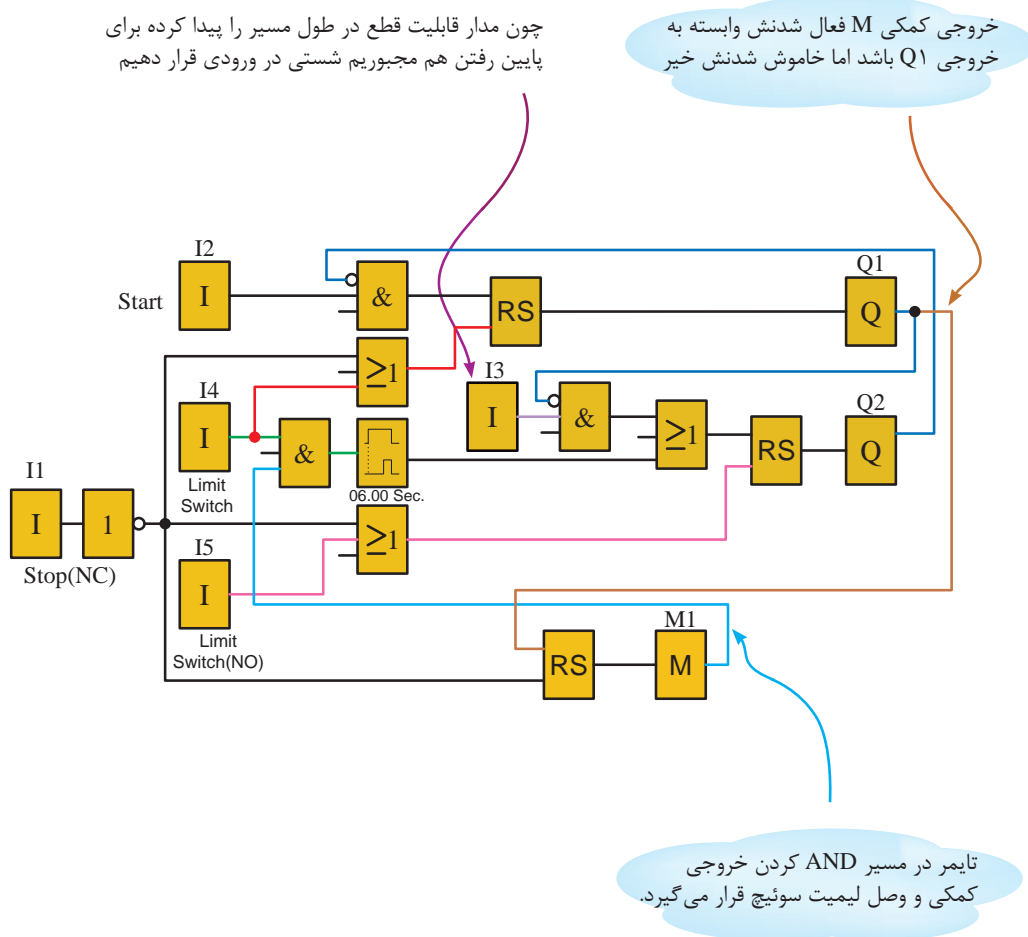 خروجی کمکی M فعال شدنش وابسته به
خروجی Q۱ باشد اما خاموش شدنش خیر
چون مدار قابلیت قطع در طول مسیر را پیدا کرده برای
پایین رفتن هم مجبوریم شستی در ورودی قرار دهیم
I2
Start
I
&
RS
Q1
Q
≥1
I3
I
&
≥1
RS
Q2
Q
I4
I
Limit
Switch
&
06.00 Sec.
I1
I
1
Stop(NC)
≥1
I5
I
Limit
Switch(NO)
RS
M1
M
تایمر در مسیر AND کردن خروجی
کمکی و وصل لیمیت سوئیچ قرار می‌گیرد.